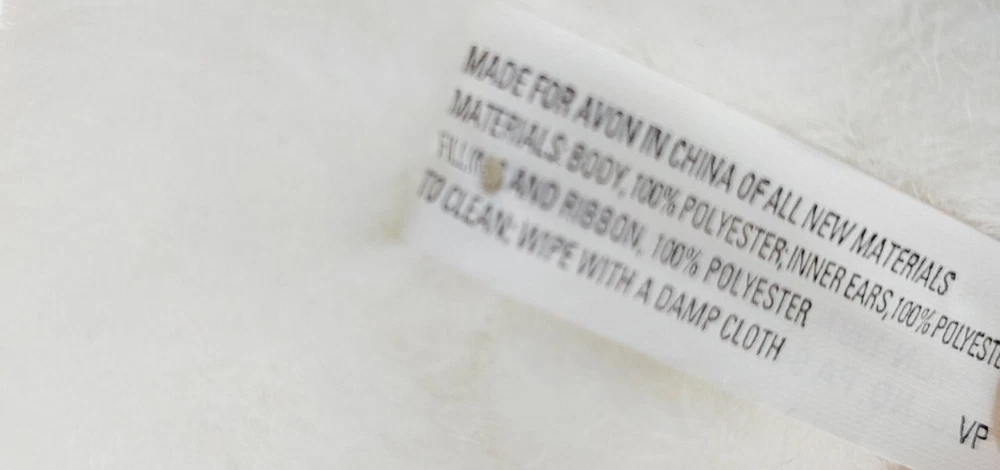 MADE FOR AVON IN CHINA OF ALL NEW MATERIALS
MATERIALS: BODY, 100% POLYESTER; INNER EARS, 100% POLYESTE
AND RIBBON, 100% POLYESTER
TO CLEAN: WIPE WITH A DAMP CLOTH
VP